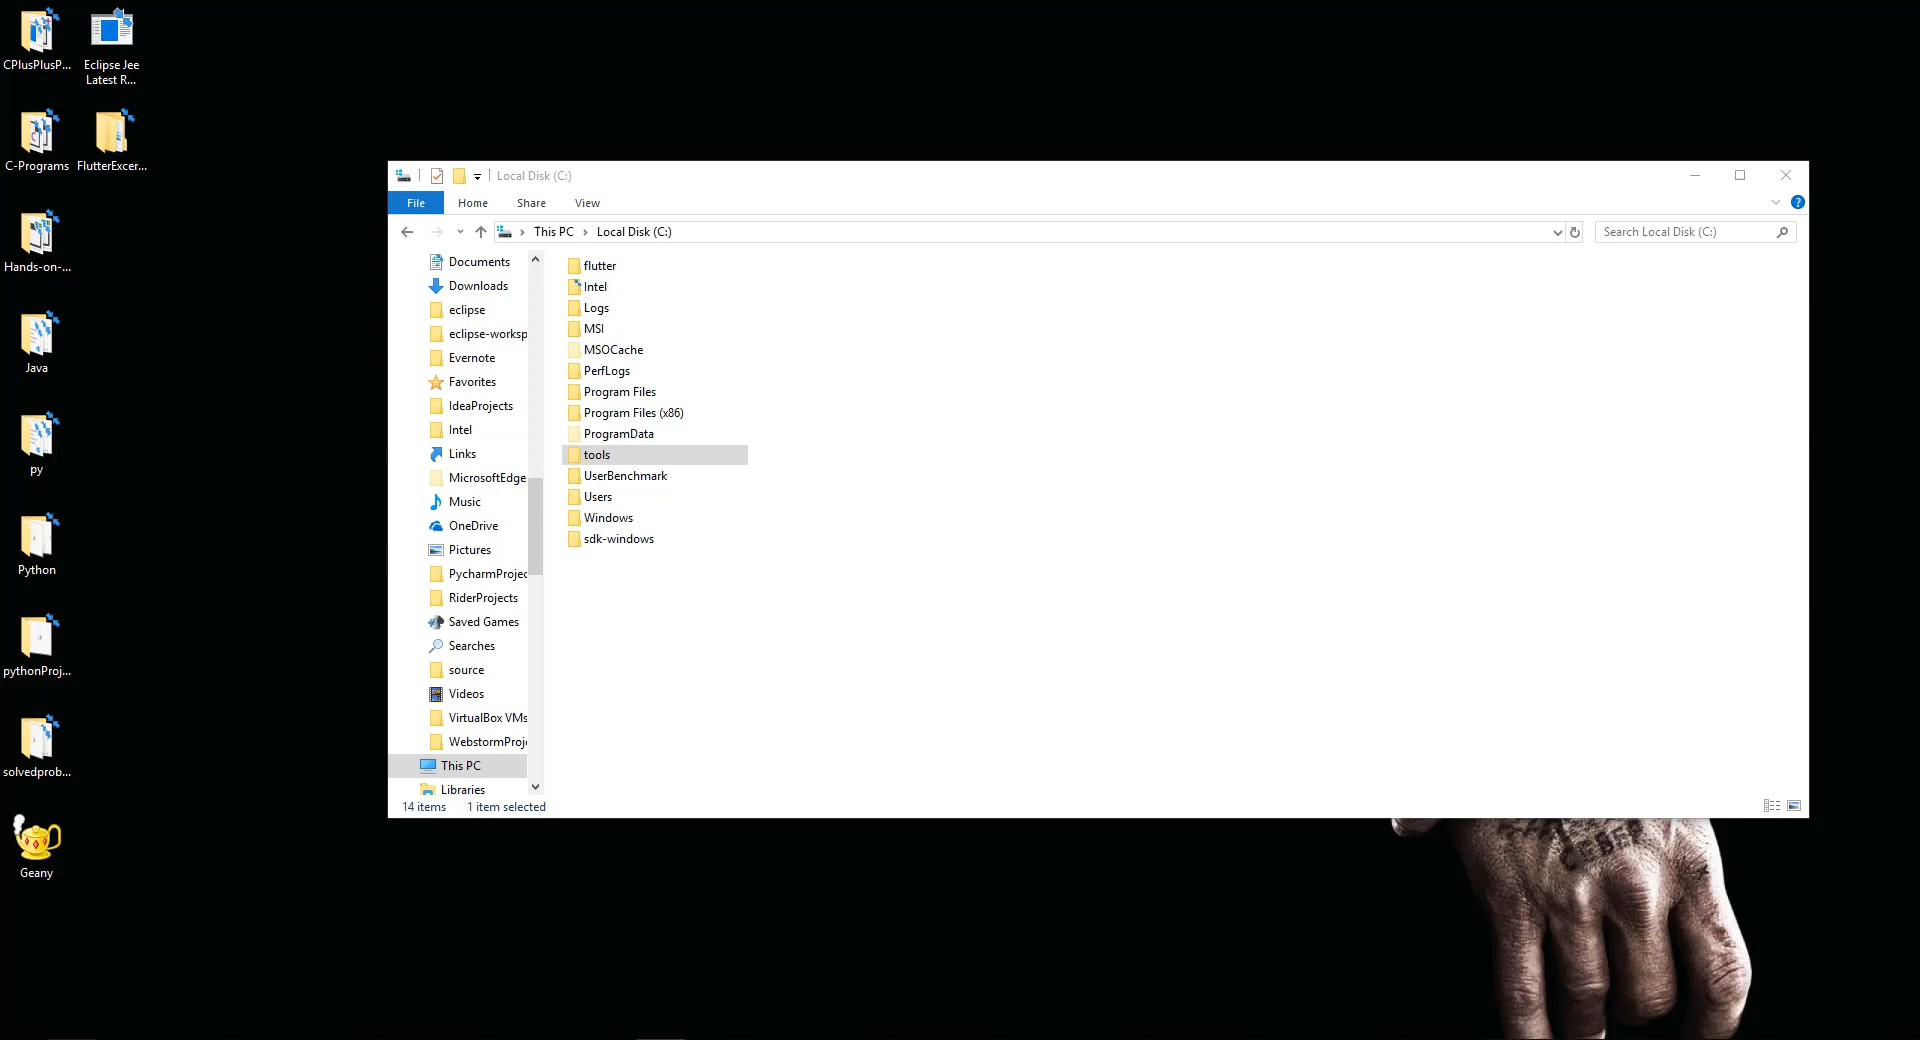 CPlusPlusP...
Eclipse Jee
Latest R...
C-Programs
FlutterExcer...
Hands-on-...
Java
py
Python
pythonProj...
solvedprob...
Geany
Local Disk (C:)
File Home Share View
This PC > Local Disk (C:)
Search Local Disk (C:)
Documents
Downloads
eclipse
eclipse-worksp
Evernote
Favorites
IdeaProjects
Intel
Links
MicrosoftEdge
Music
OneDrive
Pictures
PycharmProjec
RiderProjects
Saved Games
Searches
source
Videos
VirtualBox VMs
WebstormProje
This PC
Libraries
flutter
Intel
Logs
MSI
MSOCache
PerfLogs
Program Files
Program Files (x86)
ProgramData
tools
UserBenchmark
Users
Windows
sdk-windows
14 items 1 item selected